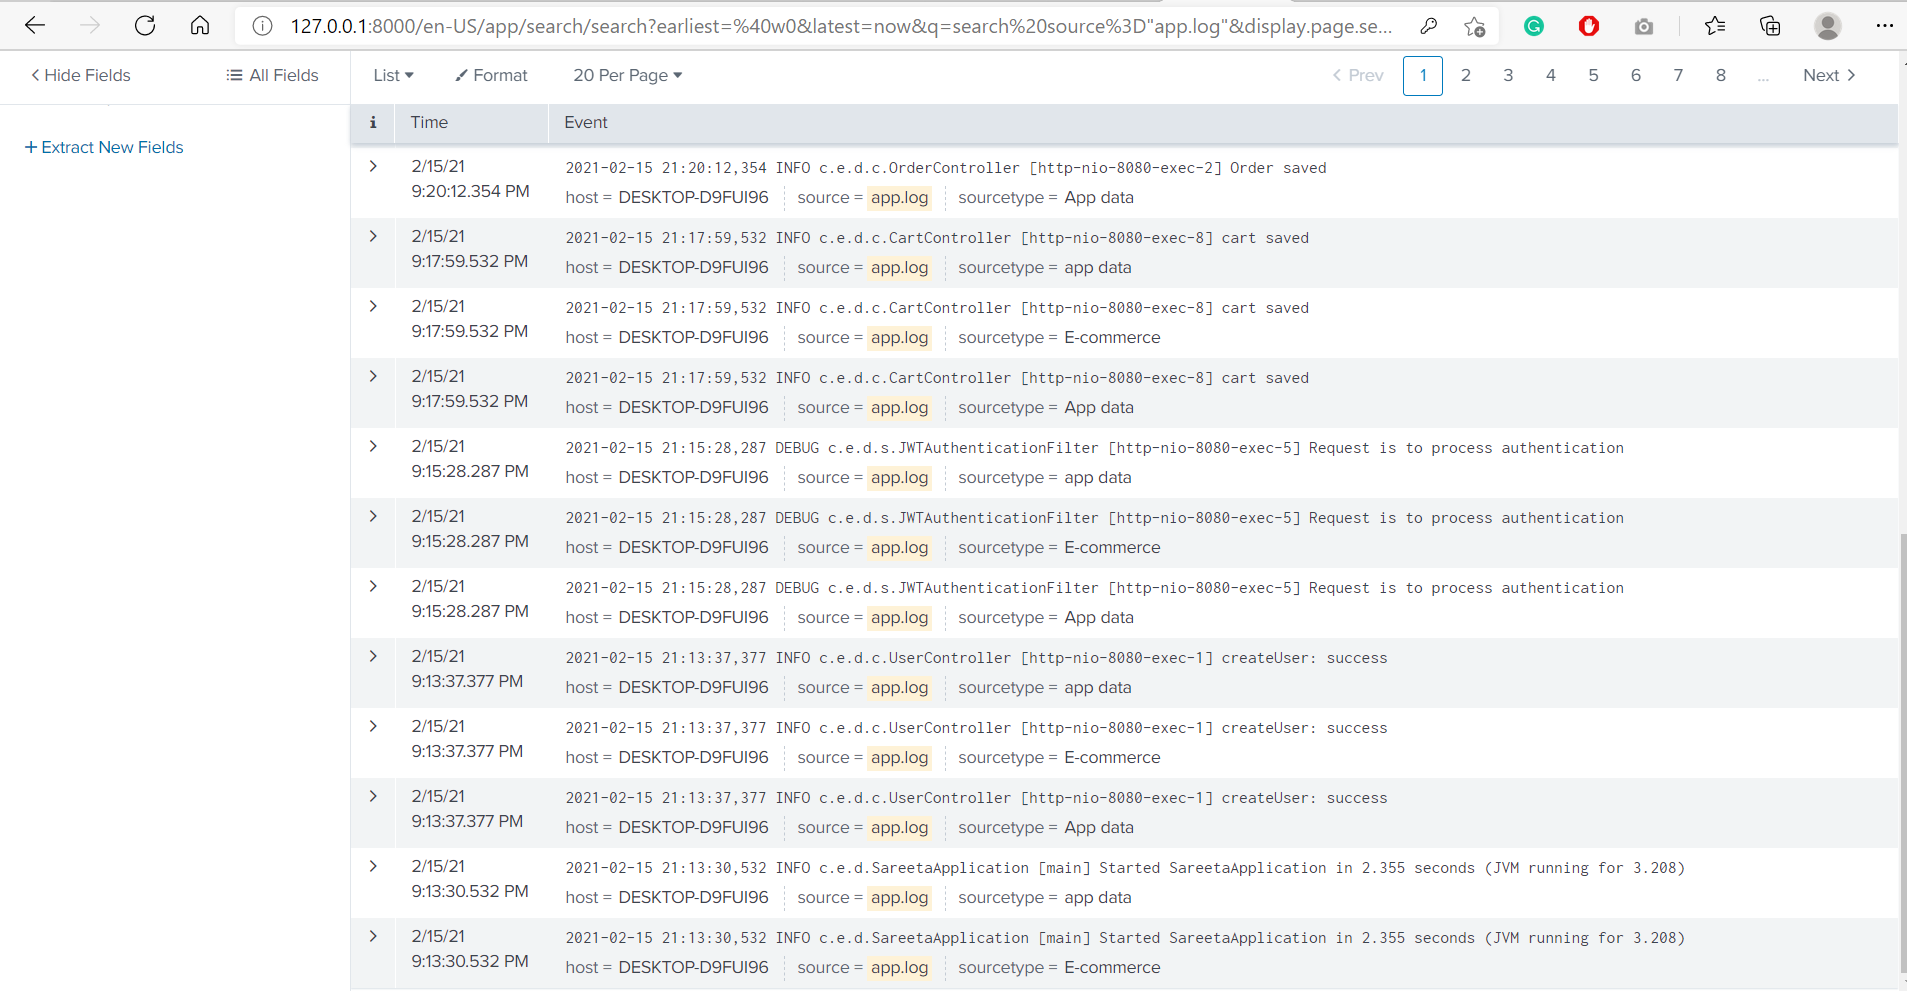 127.0.0.1:8000/en-US/app/search/search?earliest=%40w0&latest=now&q=search%20source%3D"app.log"&display.page.se...
Hide Fields All Fields List Format 20 Per Page Prev 1 2 3 4 5 6 7 8 ... Next
+ Extract New Fields
i Time Event
2/15/21 2021-02-15 21:20:12,354 INFO c.e.d.c.OrderController [http-nio-8080-exec-2] Order saved
9:20:12.354 PM host = DESKTOP-D9FUI96 source = app.log sourcetype = App data
2/15/21 2021-02-15 21:17:59,532 INFO c.e.d.c.CartController [http-nio-8080-exec-8] cart saved
9:17:59.532 PM host = DESKTOP-D9FUI96 source = app.log sourcetype = app data
2/15/21 2021-02-15 21:17:59,532 INFO c.e.d.c.CartController [http-nio-8080-exec-8] cart saved
9:17:59.532 PM host = DESKTOP-D9FUI96 source = app.log sourcetype = E-commerce
2/15/21 2021-02-15 21:17:59,532 INFO c.e.d.c.CartController [http-nio-8080-exec-8] cart saved
9:17:59.532 PM host = DESKTOP-D9FUI96 source = app.log sourcetype = App data
2/15/21 2021-02-15 21:15:28,287 DEBUG c.e.d.s.JWTAuthenticationFilter [http-nio-8080-exec-5] Request is to process authentication
9:15:28.287 PM host = DESKTOP-D9FUI96 source = app.log sourcetype = app data
2/15/21 2021-02-15 21:15:28,287 DEBUG c.e.d.s.JWTAuthenticationFilter [http-nio-8080-exec-5] Request is to process authentication
9:15:28.287 PM host = DESKTOP-D9FUI96 source = app.log sourcetype = E-commerce
2/15/21 2021-02-15 21:15:28,287 DEBUG c.e.d.s.JWTAuthenticationFilter [http-nio-8080-exec-5] Request is to process authentication
9:15:28.287 PM host = DESKTOP-D9FUI96 source = app.log sourcetype = App data
2/15/21 2021-02-15 21:13:37,377 INFO c.e.d.c.UserController [http-nio-8080-exec-1] createUser: success
9:13:37.377 PM host = DESKTOP-D9FUI96 source = app.log sourcetype = app data
2/15/21 2021-02-15 21:13:37,377 INFO c.e.d.c.UserController [http-nio-8080-exec-1] createUser: success
9:13:37.377 PM host = DESKTOP-D9FUI96 source = app.log sourcetype = E-commerce
2/15/21 2021-02-15 21:13:37,377 INFO c.e.d.c.UserController [http-nio-8080-exec-1] createUser: success
9:13:37.377 PM host = DESKTOP-D9FUI96 source = app.log sourcetype = App data
2/15/21 2021-02-15 21:13:30,532 INFO c.e.d.SareetaApplication [main] Started SareetaApplication in 2.355 seconds (JVM running for 3.208)
9:13:30.532 PM host = DESKTOP-D9FUI96 source = app.log sourcetype = app data
2/15/21 2021-02-15 21:13:30,532 INFO c.e.d.SareetaApplication [main] Started SareetaApplication in 2.355 seconds (JVM running for 3.208)
9:13:30.532 PM host = DESKTOP-D9FUI96 source = app.log sourcetype = E-commerce